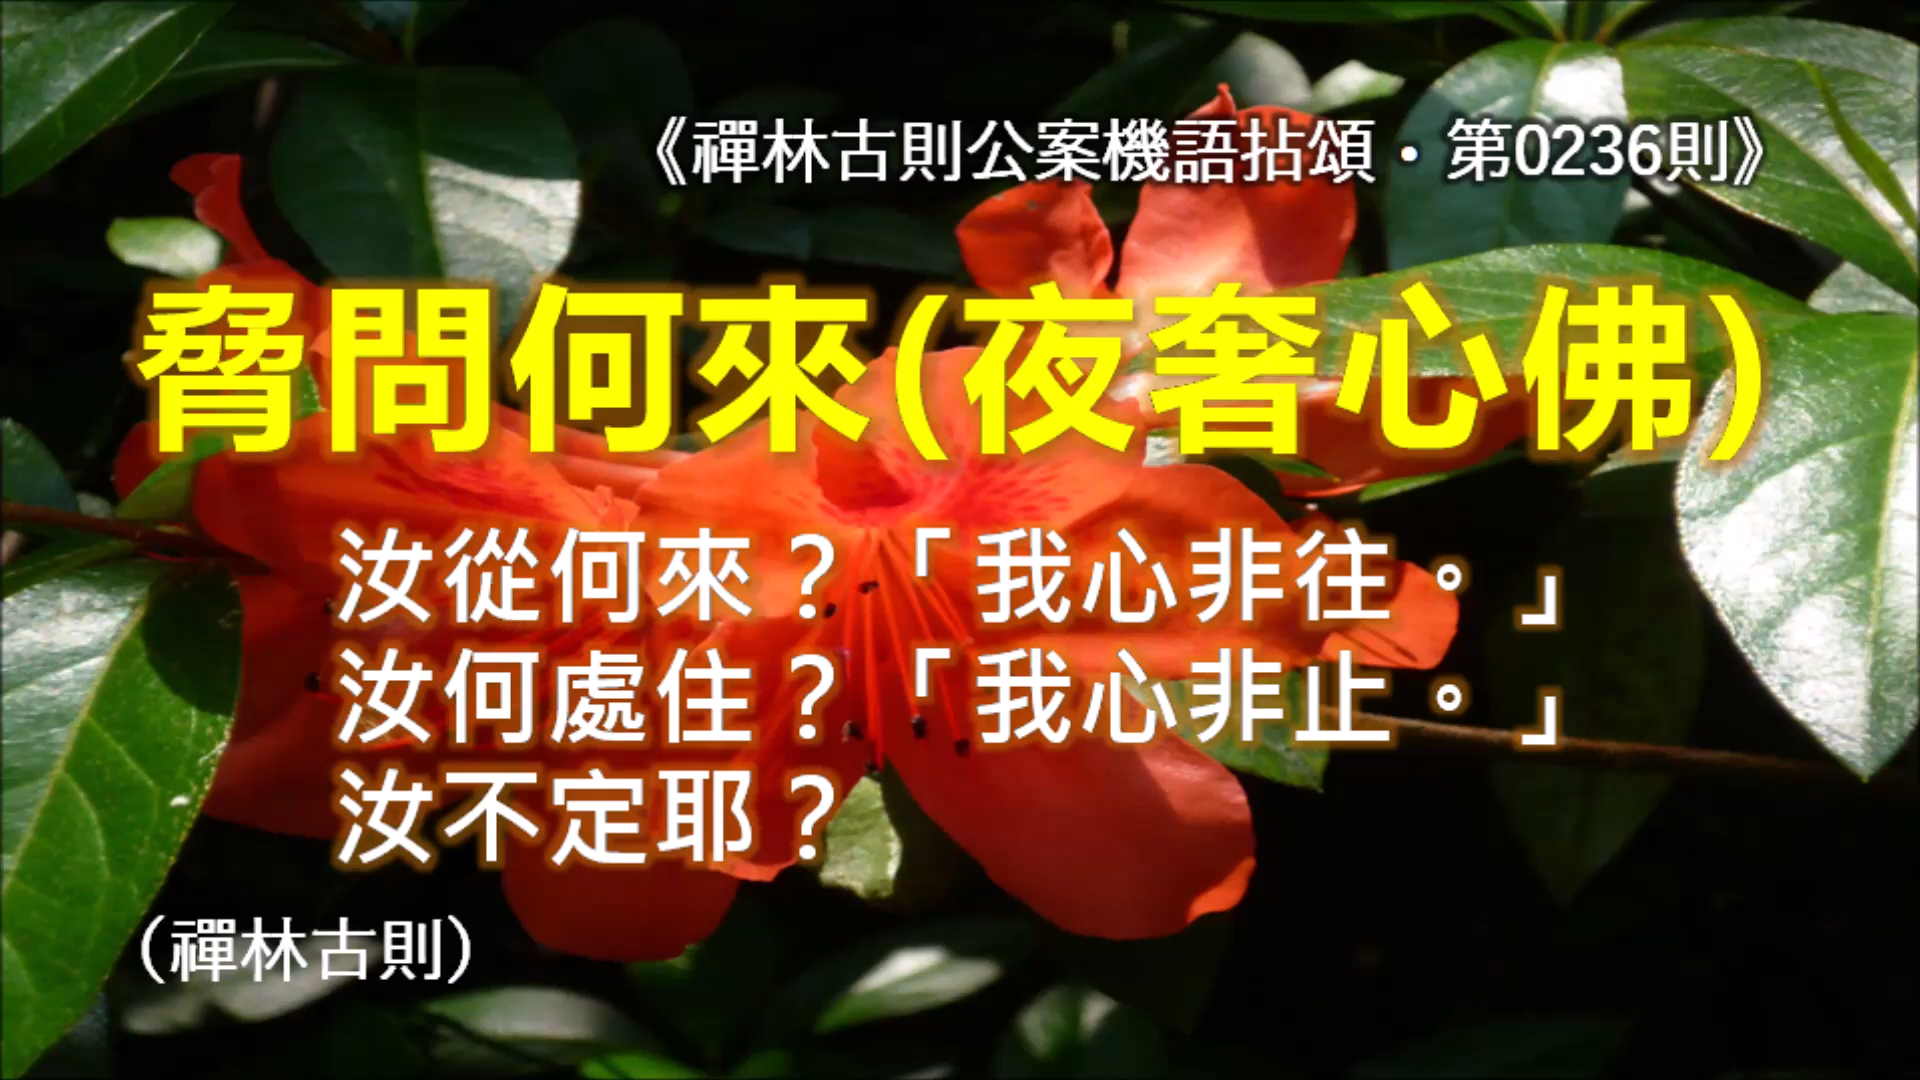 《禪林古則公案機語拈頌・第0236則》
脅問何來(夜奢心佛)
汝從何來？「我心非往。」
汝何處住？「我心非止。」
汝不定耶？
(禪林古則)